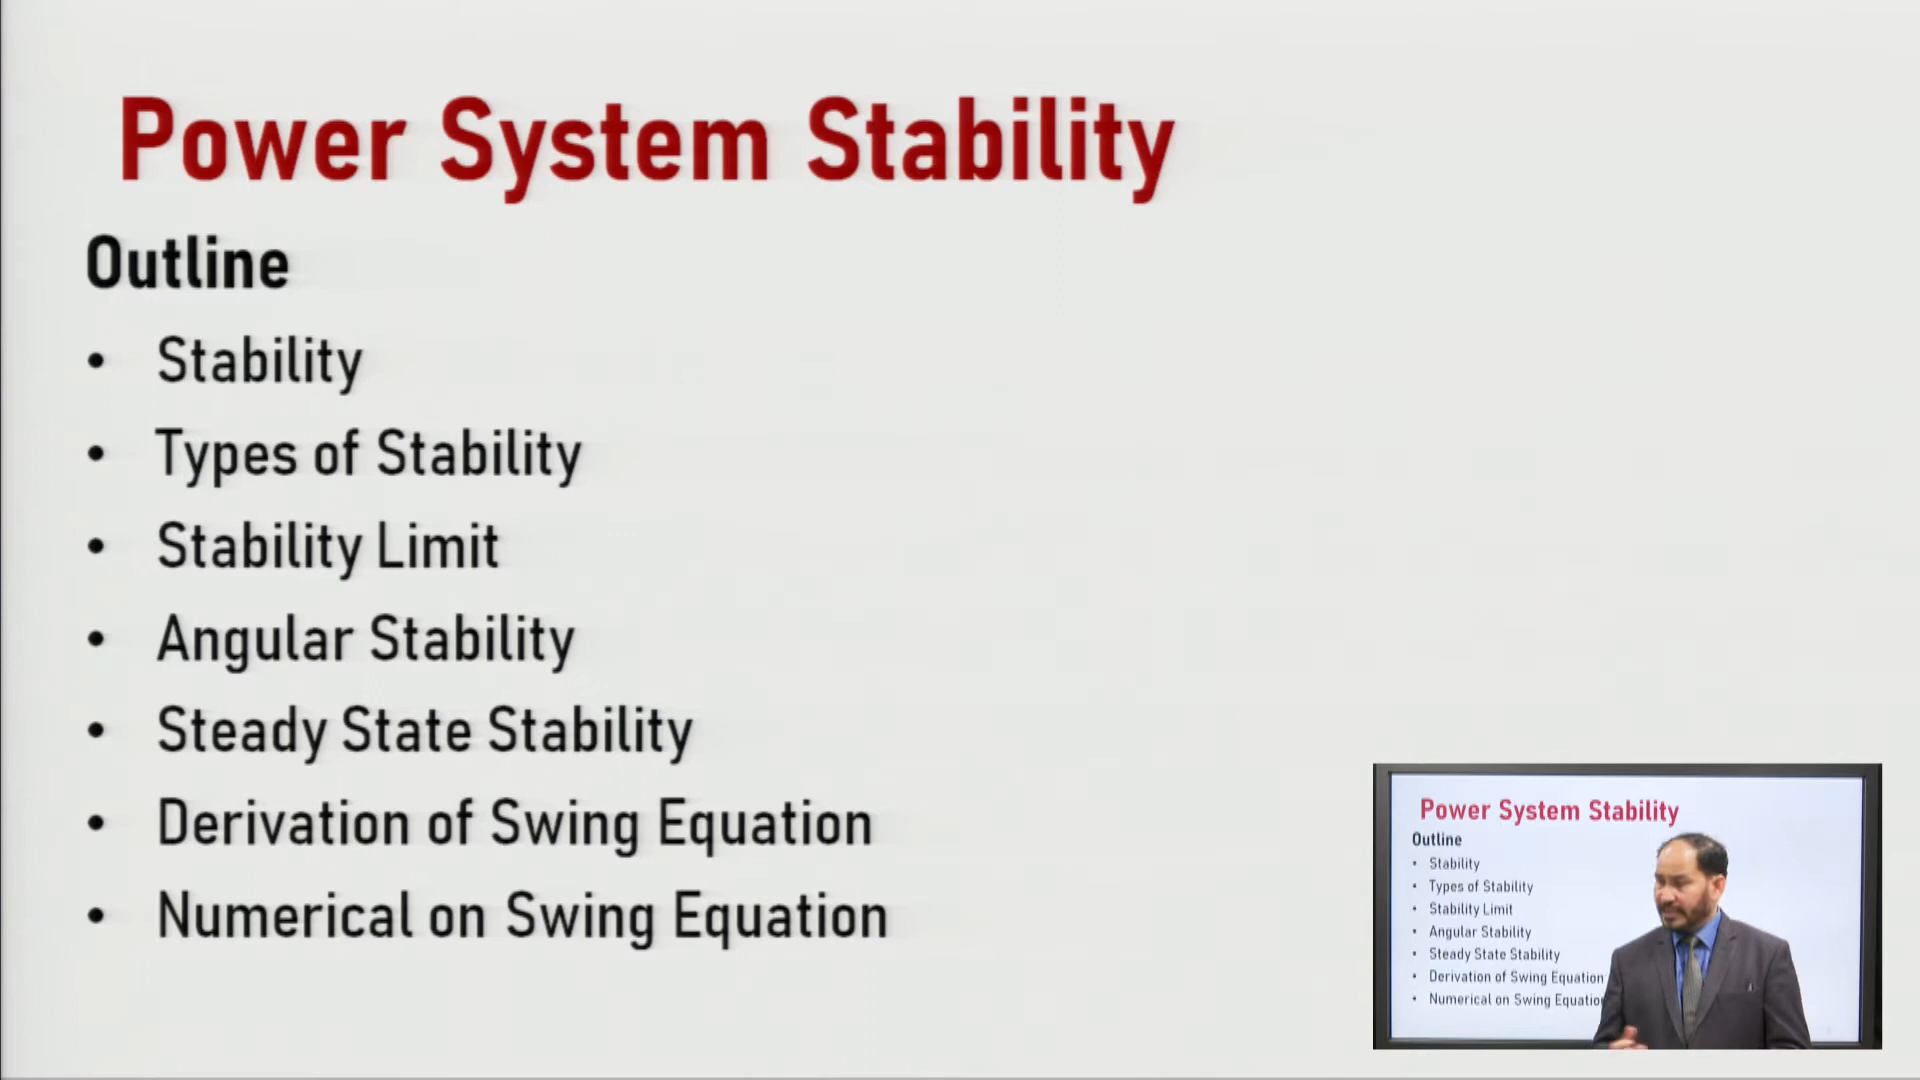 Power System Stability
Outline
• Stability
• Types of Stability
• Stability Limit
• Angular Stability
• Steady State Stability
• Derivation of Swing Equation
• Numerical on Swing Equation
Power System Stability
Outline
• Stability
• Types of Stability
• Stability Limit
• Angular Stability
• Steady State Stability
• Derivation of Swing Equation
• Numerical on Swing Equatio